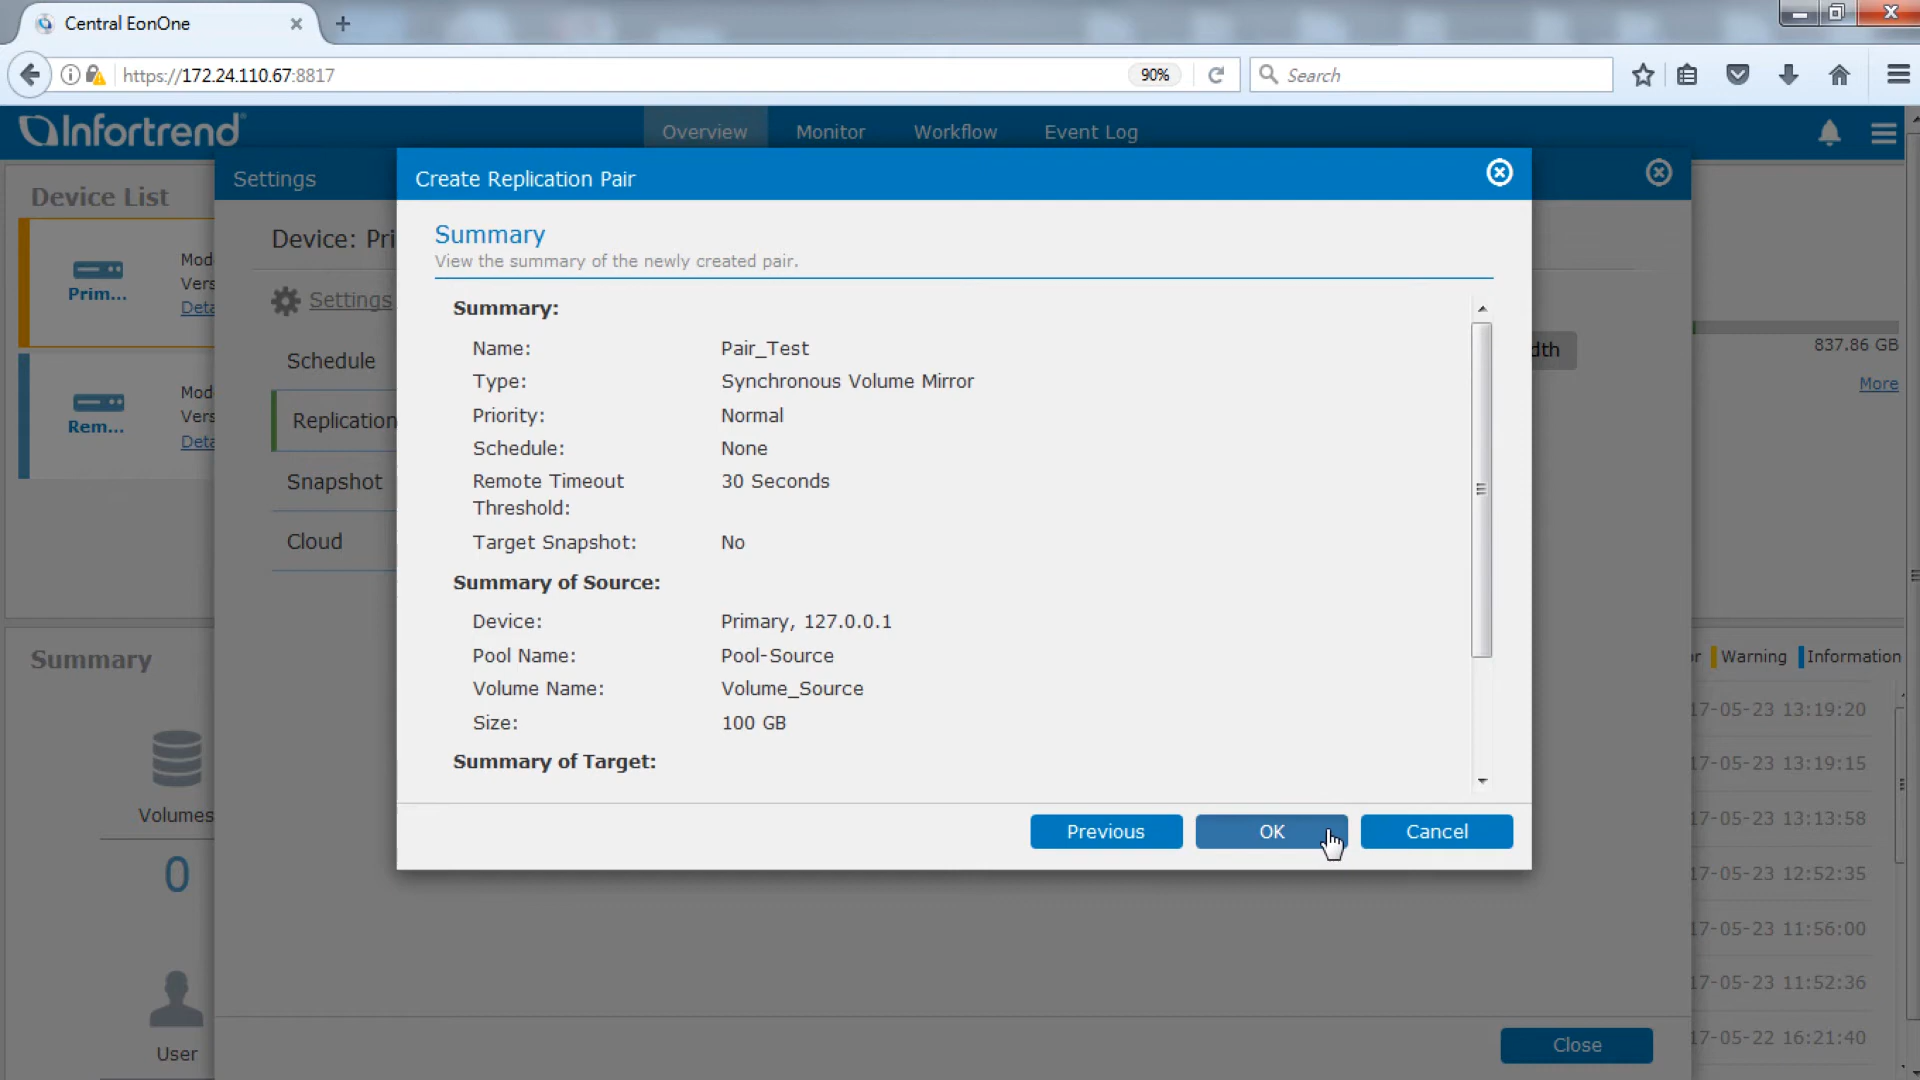 Central EonOne
https://172.24.110.67:8817
90%
Search
Infortrend
Overview
Monitor
Workflow
Event Log
Device List
Settings
Create Replication Pair
Device: Pri
Summary
View the summary of the newly created pair.
Prim...
Mod
Vers
Deta
Settings
Summary:
Name: Pair_Test
Type: Synchronous Volume Mirror
Priority: Normal
Schedule: None
Remote Timeout Threshold: 30 Seconds
Target Snapshot: No
Summary of Source:
Device: Primary, 127.0.0.1
Pool Name: Pool-Source
Volume Name: Volume_Source
Size: 100 GB
Summary of Target:
Previous
OK
Cancel
Schedule
Replication
Snapshot
Cloud
Rem...
Mod
Vers
Deta
dth
837.86 GB
More
Summary
Volumes
0
User
r
Warning
Information
17-05-23 13:19:20
17-05-23 13:19:15
17-05-23 13:13:58
17-05-23 12:52:35
17-05-23 11:56:00
17-05-23 11:52:36
17-05-22 16:21:40
Close